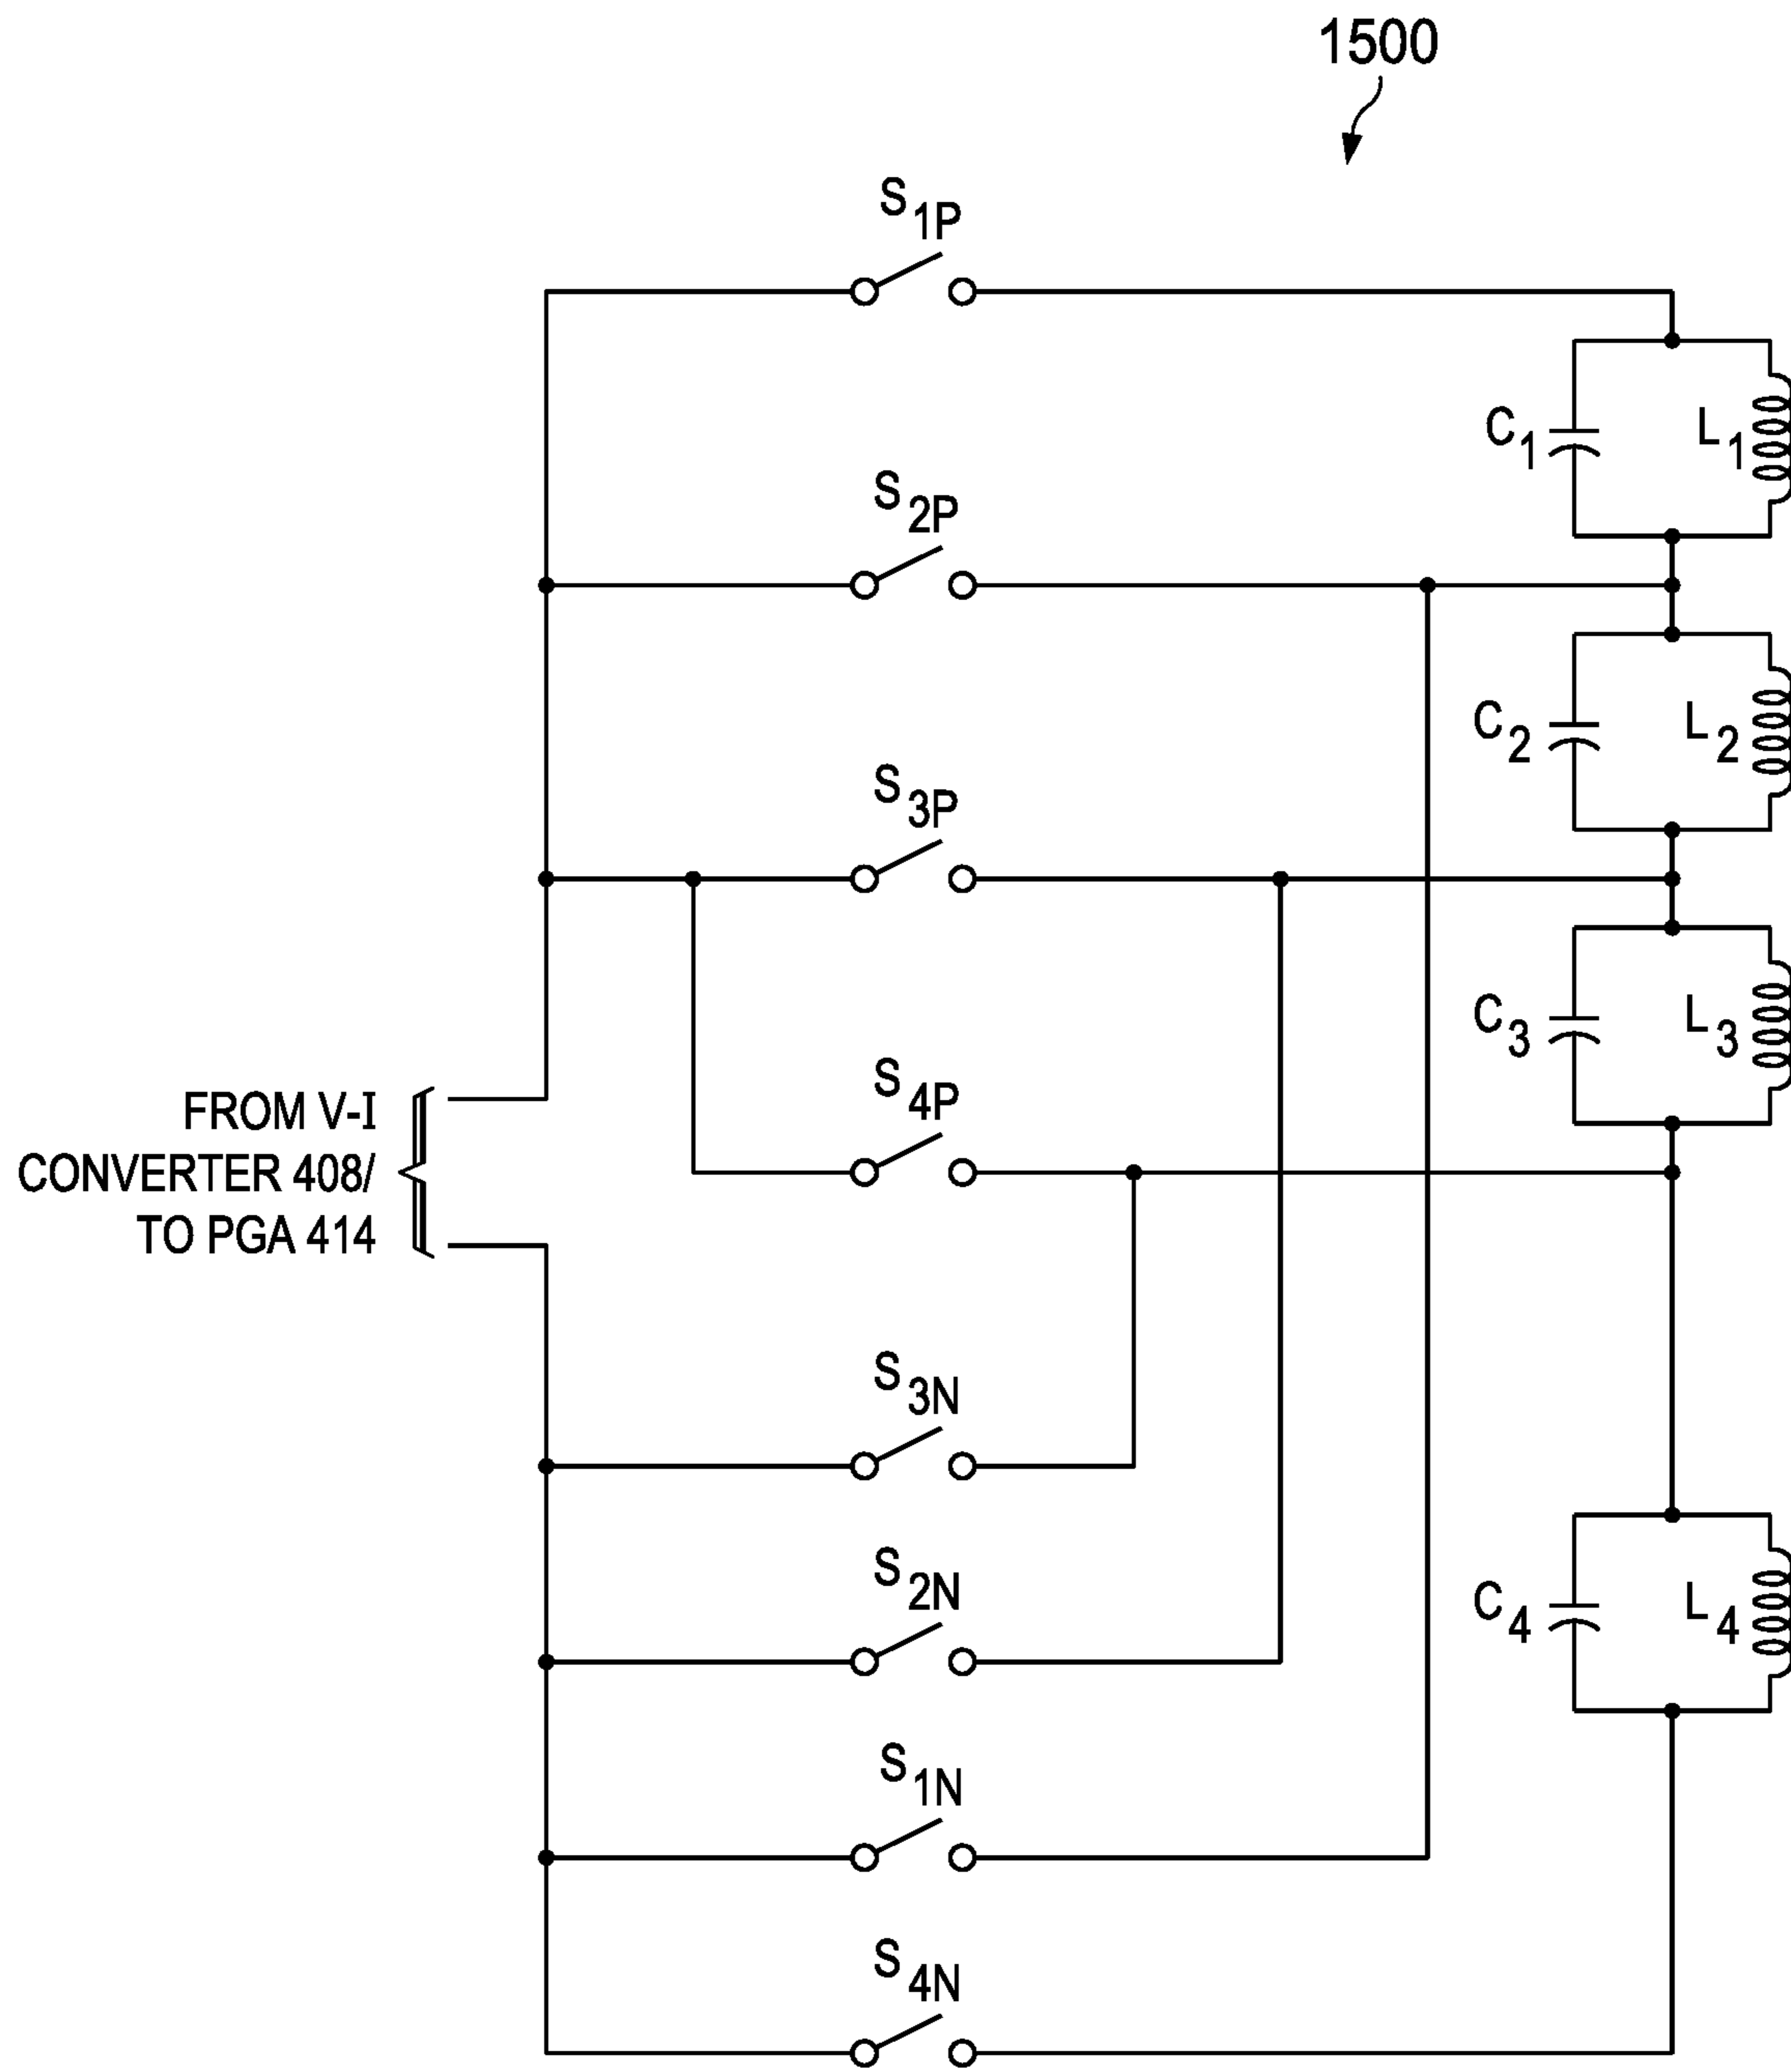 1500
S1P
C1
L1
S2P
C2
L2
S3P
C3
L3
S4P
FROM V-I
CONVERTER 408/
TO PGA 414
S3N
S2N
C4
L4
S1N
S4N